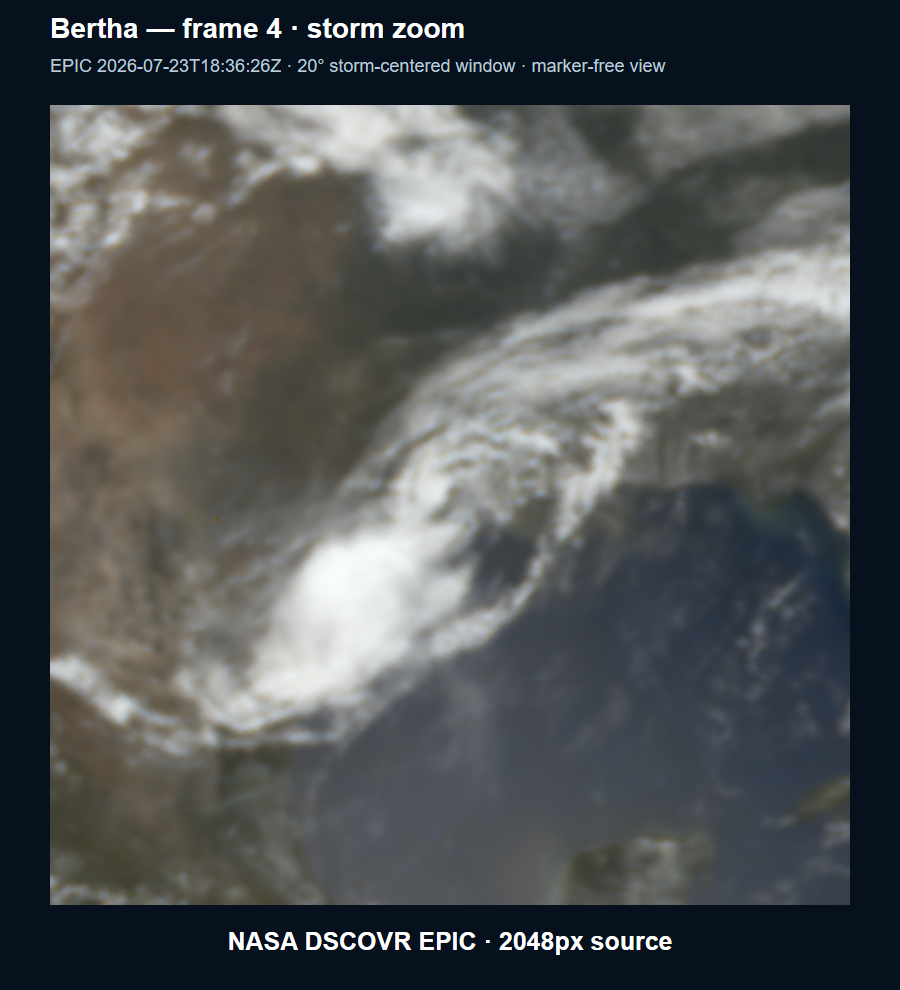 Bertha — frame 4 · storm zoom
EPIC 2026-07-23T18:36:26Z · 20° storm-centered window · marker-free view
NASA DSCOVR EPIC · 2048px source